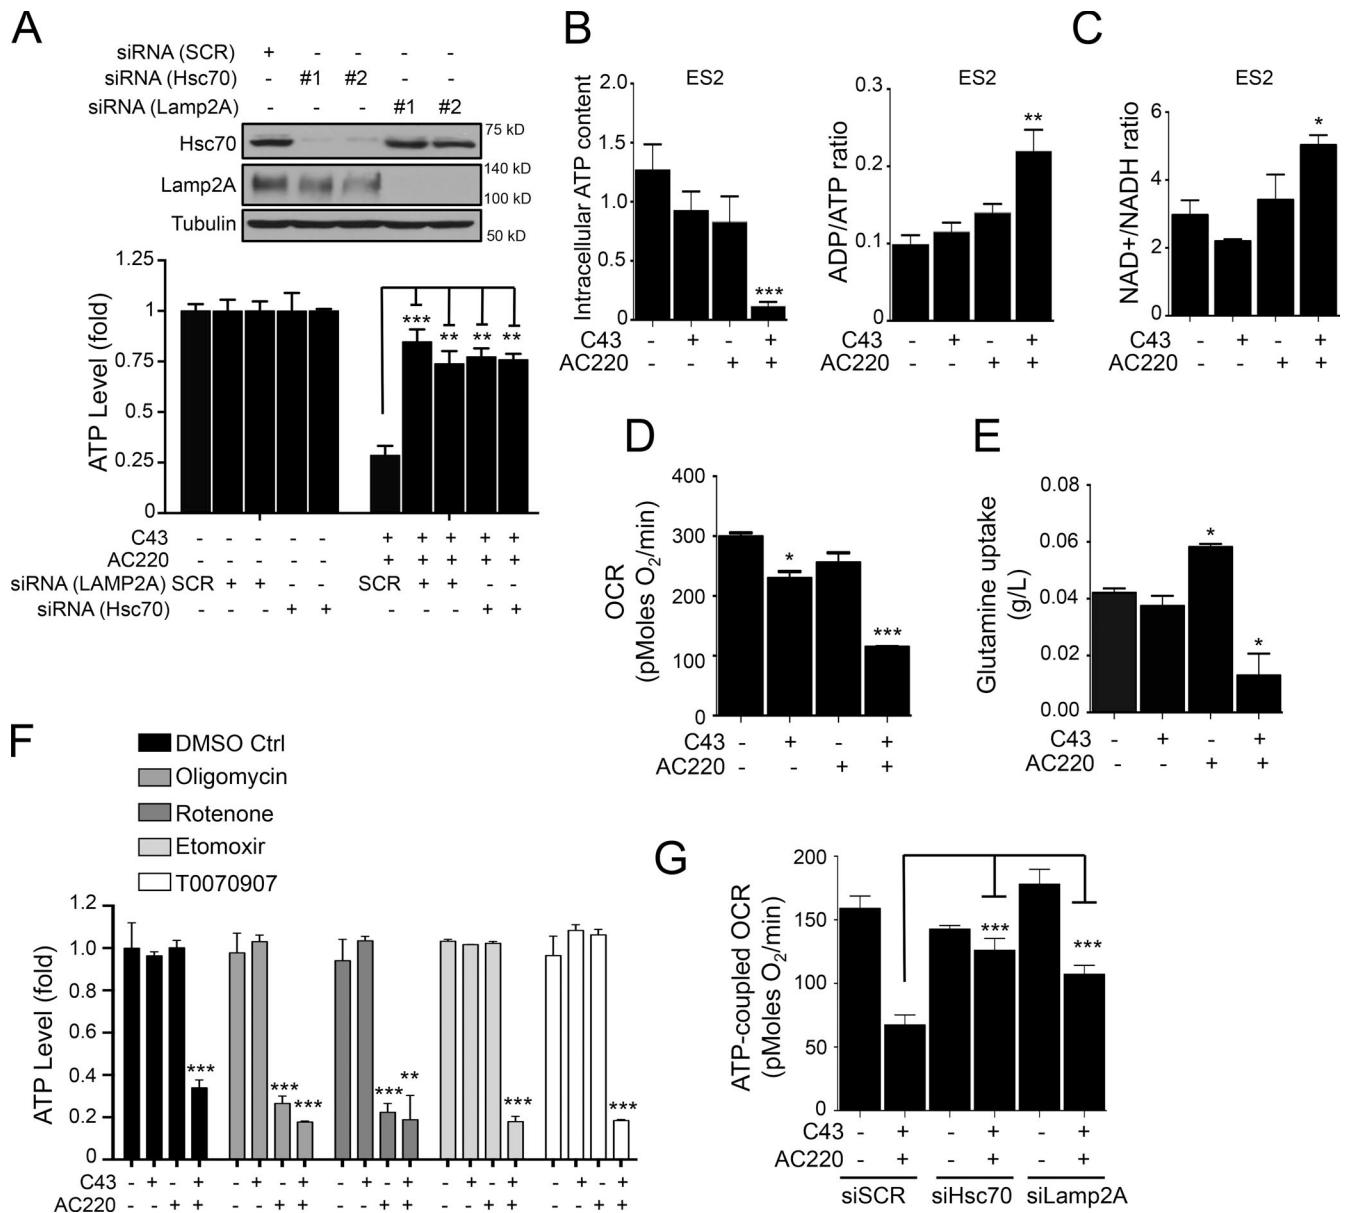 A
siRNA (SCR) + - - - -
siRNA (Hsc70) - #1 #2 - -
siRNA (Lamp2A) - - - #1 #2
Hsc70 75 kD
Lamp2A 140 kD
100 kD
Tubulin 50 kD
ATP Level (fold)
1.25
1
0.75
0.5
0.25
0
*** ** ** **
C43 - - - - - + + + + +
AC220 - - - - - + + + + +
siRNA (LAMP2A) SCR + + - - SCR + + - -
siRNA (Hsc70) - - - + + - - - + +
B
ES2
Intracellular ATP content
2.0
1.5
1.0
0.5
0
***
C43 - + - +
AC220 - - + +
ES2
ADP/ATP ratio
0.3
0.2
0.1
0
**
C43 - + - +
AC220 - - + +
C
ES2
NAD+/NADH ratio
6
4
2
0
*
C43 - + - +
AC220 - - + +
D
OCR
(pMoles O2/min)
400
300
200
100
0
* ***
C43 - + - +
AC220 - - + +
E
Glutamine uptake
(g/L)
0.08
0.06
0.04
0.02
0.00
* *
C43 - + - +
AC220 - - + +
F
DMSO Ctrl
Oligomycin
Rotenone
Etomoxir
T0070907
ATP Level (fold)
1.2
1.0
0.8
0.6
0.4
0.2
0
*** *** *** *** ** *** ***
C43 - + - + - + - + - + - + - + - + - + - +
AC220 - - + + - - + + - - + + - - + + - - + +
G
ATP-coupled OCR
(pMoles O2/min)
200
150
100
50
0
*** ***
C43 - + - + - +
AC220 - + - + - +
siSCR siHsc70 siLamp2A